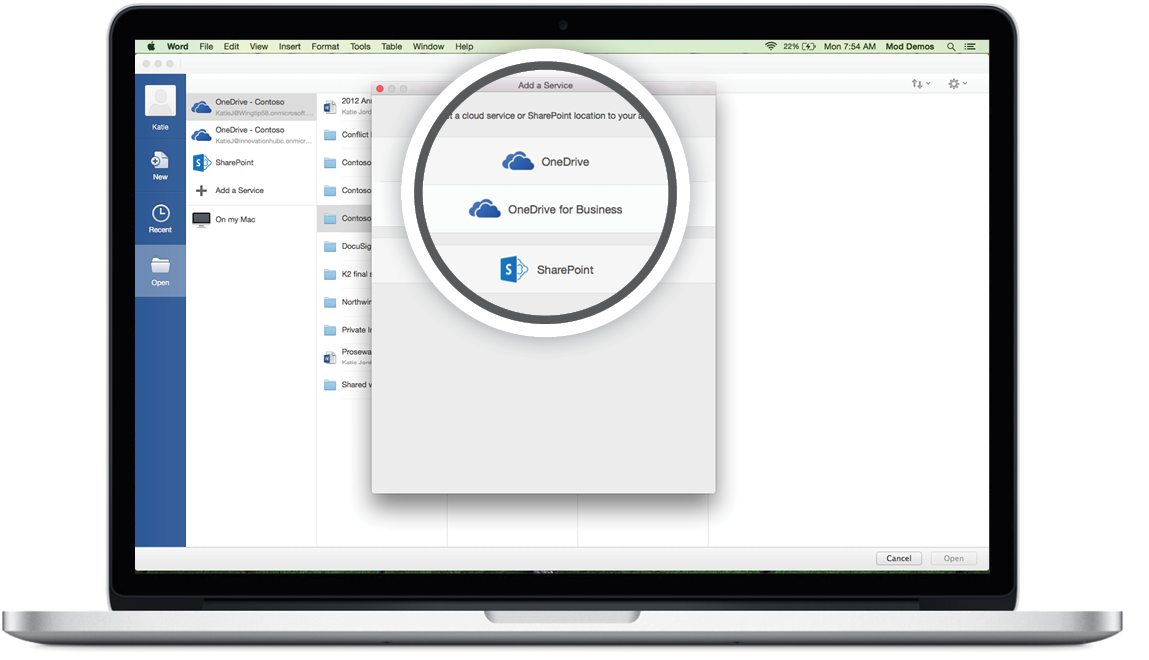 Word File Edit View Insert Format Tools Table Window Help 22% Mon 7:54 AM Mod Demos
Katie
New
Recent
Open
OneDrive - Contoso
KatieJ@Wingtip58.onmicrosoft....
OneDrive - Contoso
KatieJ@innovationhubc.onmicr...
SharePoint
Add a Service
On my Mac
2012 An
Katie Jord
Conflict
Contoso
Contoso
Contoso
DocuSig
K2 final
Northwin
Private I
Prosewa
Katie Jord
Shared
Add a Service
a cloud service or SharePoint location to your a
OneDrive
OneDrive for Business
S SharePoint
Cancel Open